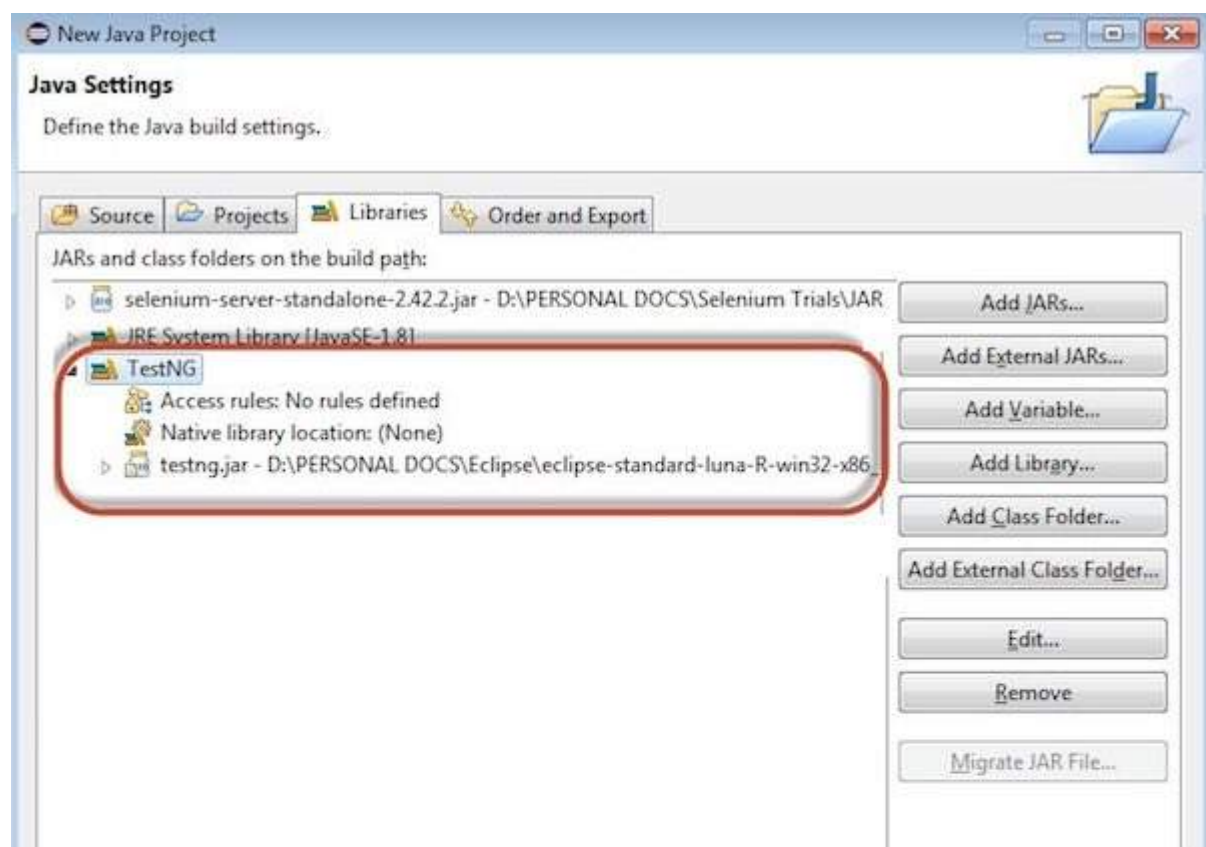 New Java Project
Java Settings
Define the Java build settings.
Source Projects Libraries Order and Export
JARs and class folders on the build path:
selenium-server-standalone-2.42.2.jar - D:\PERSONAL DOCS\Selenium Trials\JAR
JRE System Library [JavaSE-1.8]
TestNG
Access rules: No rules defined
Native library location: (None)
testng.jar - D:\PERSONAL DOCS\Eclipse\eclipse-standard-luna-R-win32-x86_
Add JARs...
Add External JARs...
Add Variable...
Add Library...
Add Class Folder...
Add External Class Folder...
Edit...
Remove
Migrate JAR File...